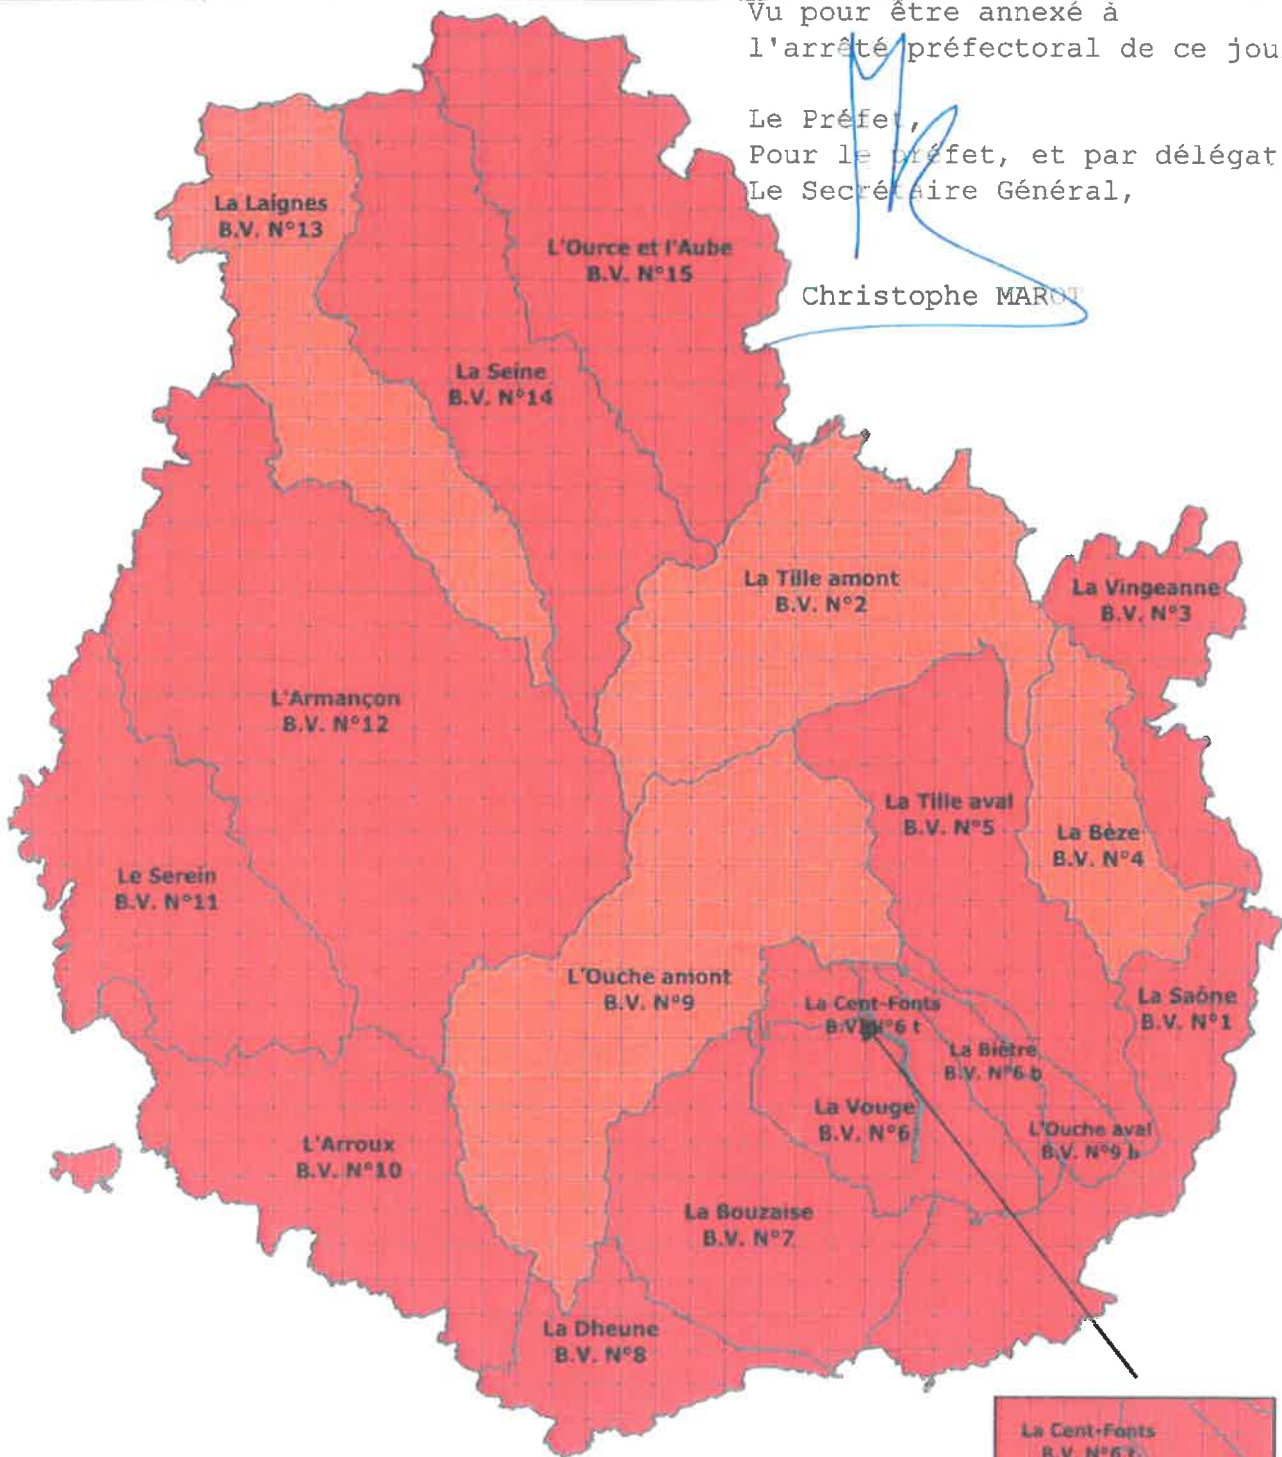 Vu pour être annexé à
l'arrêté préfectoral de ce jou
Le Préfet,
Pour le préfet, et par délégat
Le Secrétaire Général,
Christophe MAROT
La Laignes
B.V. N°13
L'Ource et l'Aube
B.V. N°15
La Seine
B.V. N°14
La Tille amont
B.V. N°2
La Vingeanne
B.V. N°3
L'Armançon
B.V. N°12
La Tille aval
B.V. N°5
La Bèze
B.V. N°4
Le Serein
B.V. N°11
L'Ouche amont
B.V. N°9
La Cent-Fonts
B.V. N°6 t
La Saône
B.V. N°1
La Biètre
B.V. N°6 b
La Vouge
B.V. N°6
L'Ouche aval
B.V. N°9 b
L'Arroux
B.V. N°10
La Bouzaise
B.V. N°7
La Dheune
B.V. N°8
La Cent-Fonts
B.V. N°6 t